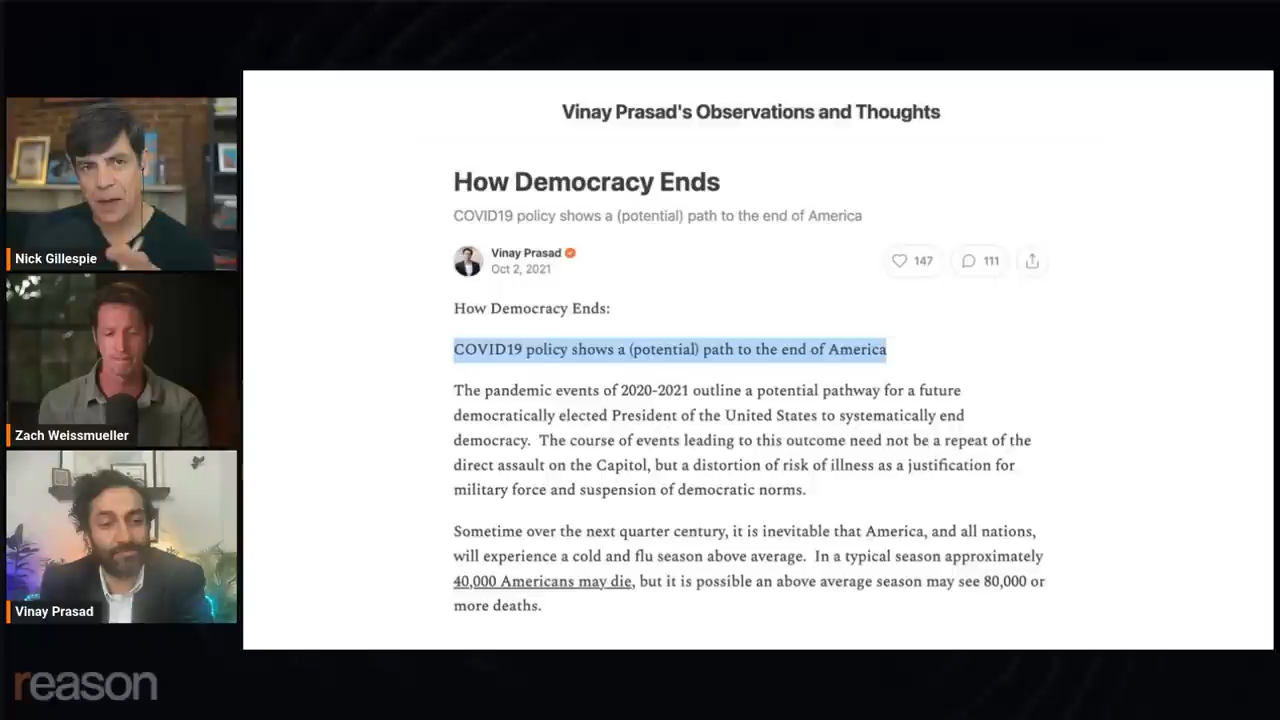 Nick Gillespie
Zach Weissmueller
Vinay Prasad
reason
Vinay Prasad's Observations and Thoughts
How Democracy Ends
COVID19 policy shows a (potential) path to the end of America
Vinay Prasad
Oct 2, 2021
147
111
How Democracy Ends:
COVID19 policy shows a (potential) path to the end of America
The pandemic events of 2020-2021 outline a potential pathway for a future
democratically elected President of the United States to systematically end
democracy.  The course of events leading to this outcome need not be a repeat of the
direct assault on the Capitol, but a distortion of risk of illness as a justification for
military force and suspension of democratic norms.
Sometime over the next quarter century, it is inevitable that America, and all nations,
will experience a cold and flu season above average.  In a typical season approximately
40,000 Americans may die, but it is possible an above average season may see 80,000 or
more deaths.